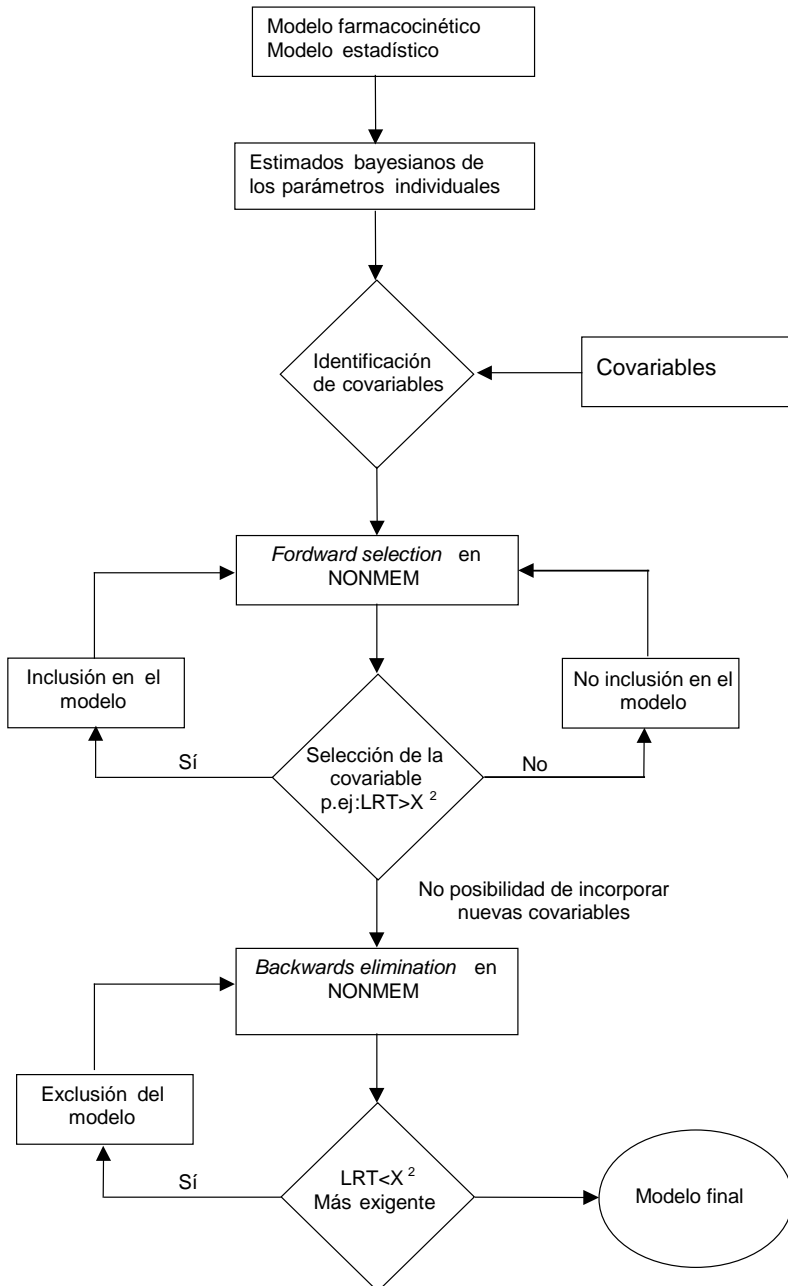 Modelo farmacocinético
Modelo estadístico
Estimados bayesianos de
los parámetros individuales
Identificación
de covariables
Covariables
Fordward selection en
NONMEM
Inclusión en el
modelo
No inclusión en el
modelo
Sí
Selección de la
covariable
p.ej:LRT>X 2
No
No posibilidad de incorporar
nuevas covariables
Backwards elimination en
NONMEM
Exclusión del
modelo
Sí
LRT<X 2
Más exigente
Modelo final